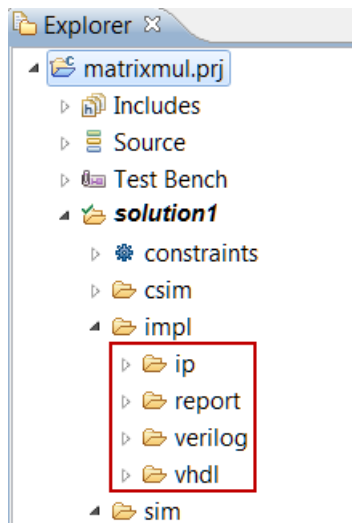 Explorer
matrixmul.prj
Includes
Source
Test Bench
solution1
constraints
csim
impl
ip
report
verilog
vhdl
sim